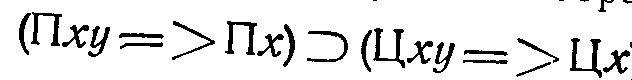 (Пxy => Пx) ⊃ (Цxy => Цx)